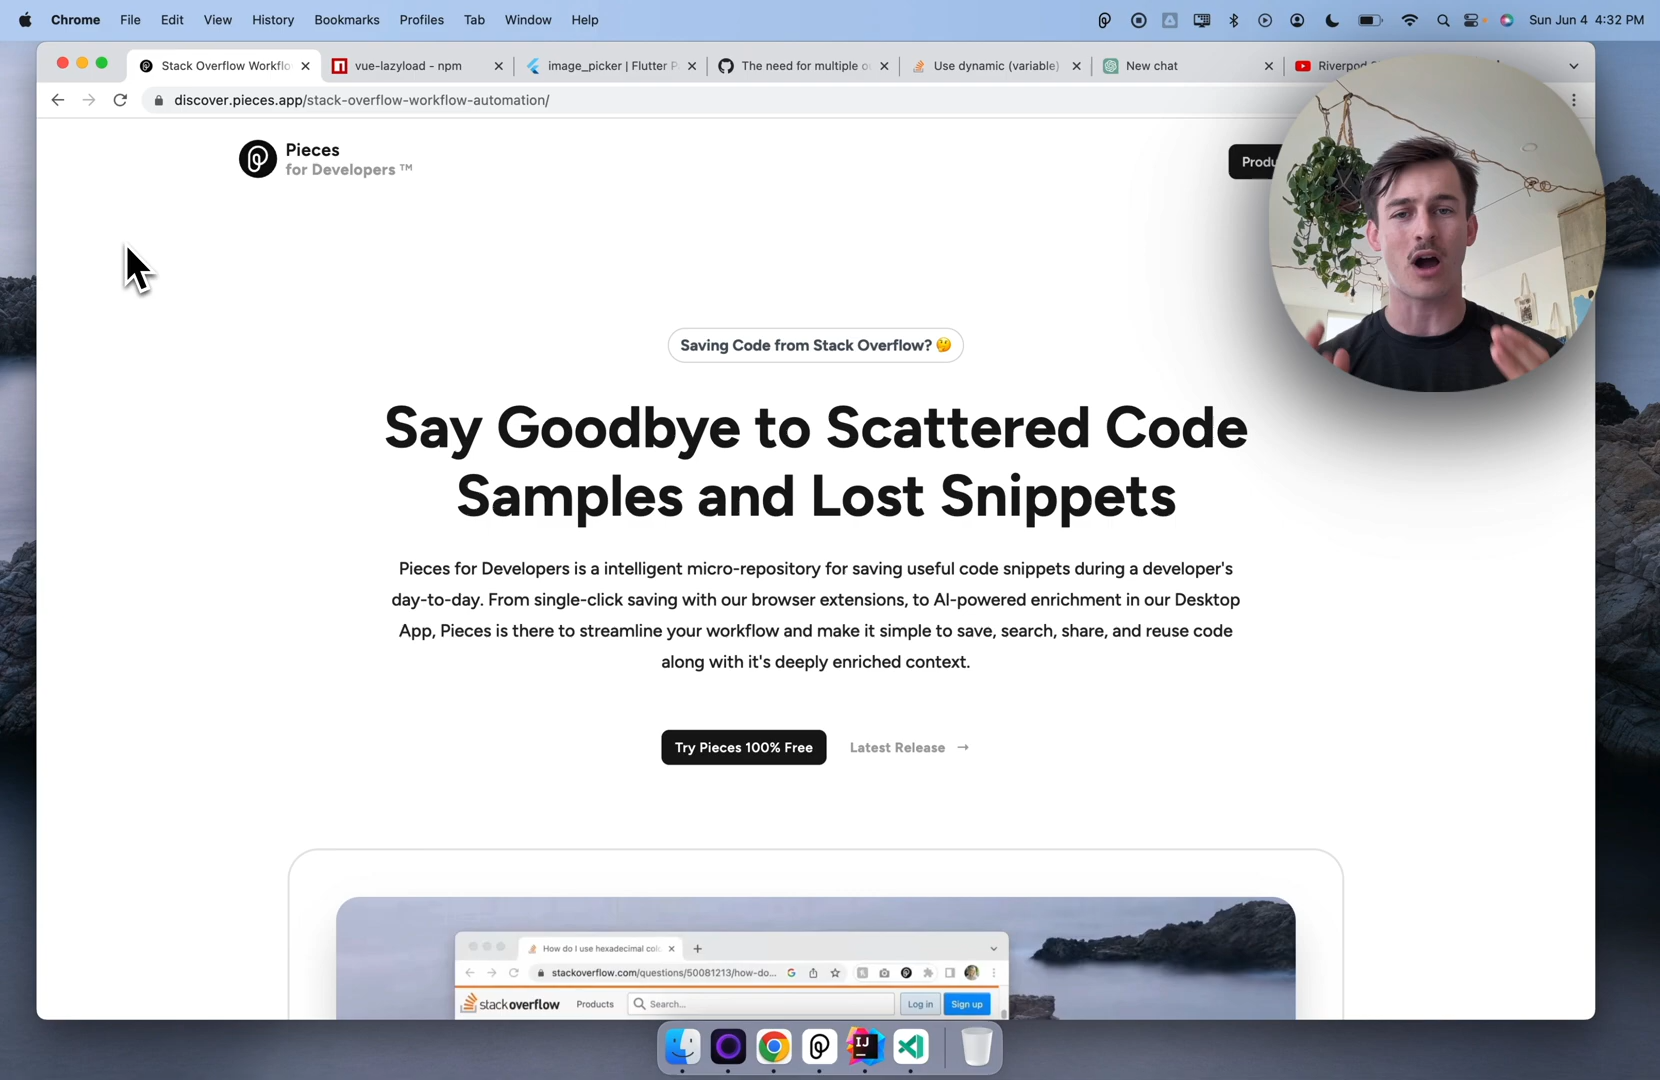 Chrome File Edit View History Bookmarks Profiles Tab Window Help Sun Jun 4 4:32 PM
Stack Overflow Workflo vue-lazyload - npm image_picker | Flutter P The need for multiple o Use dynamic (variable) New chat Riverpod
discover.pieces.app/stack-overflow-workflow-automation/
Pieces
for Developers ™
Produ
Saving Code from Stack Overflow? 🤔
Say Goodbye to Scattered Code
Samples and Lost Snippets
Pieces for Developers is a intelligent micro-repository for saving useful code snippets during a developer's
day-to-day. From single-click saving with our browser extensions, to AI-powered enrichment in our Desktop
App, Pieces is there to streamline your workflow and make it simple to save, search, share, and reuse code
along with it's deeply enriched context.
Try Pieces 100% Free Latest Release →
How do I use hexadecimal colo
stackoverflow.com/questions/50081213/how-do...
stackoverflow Products Search... Log in Sign up
IJ